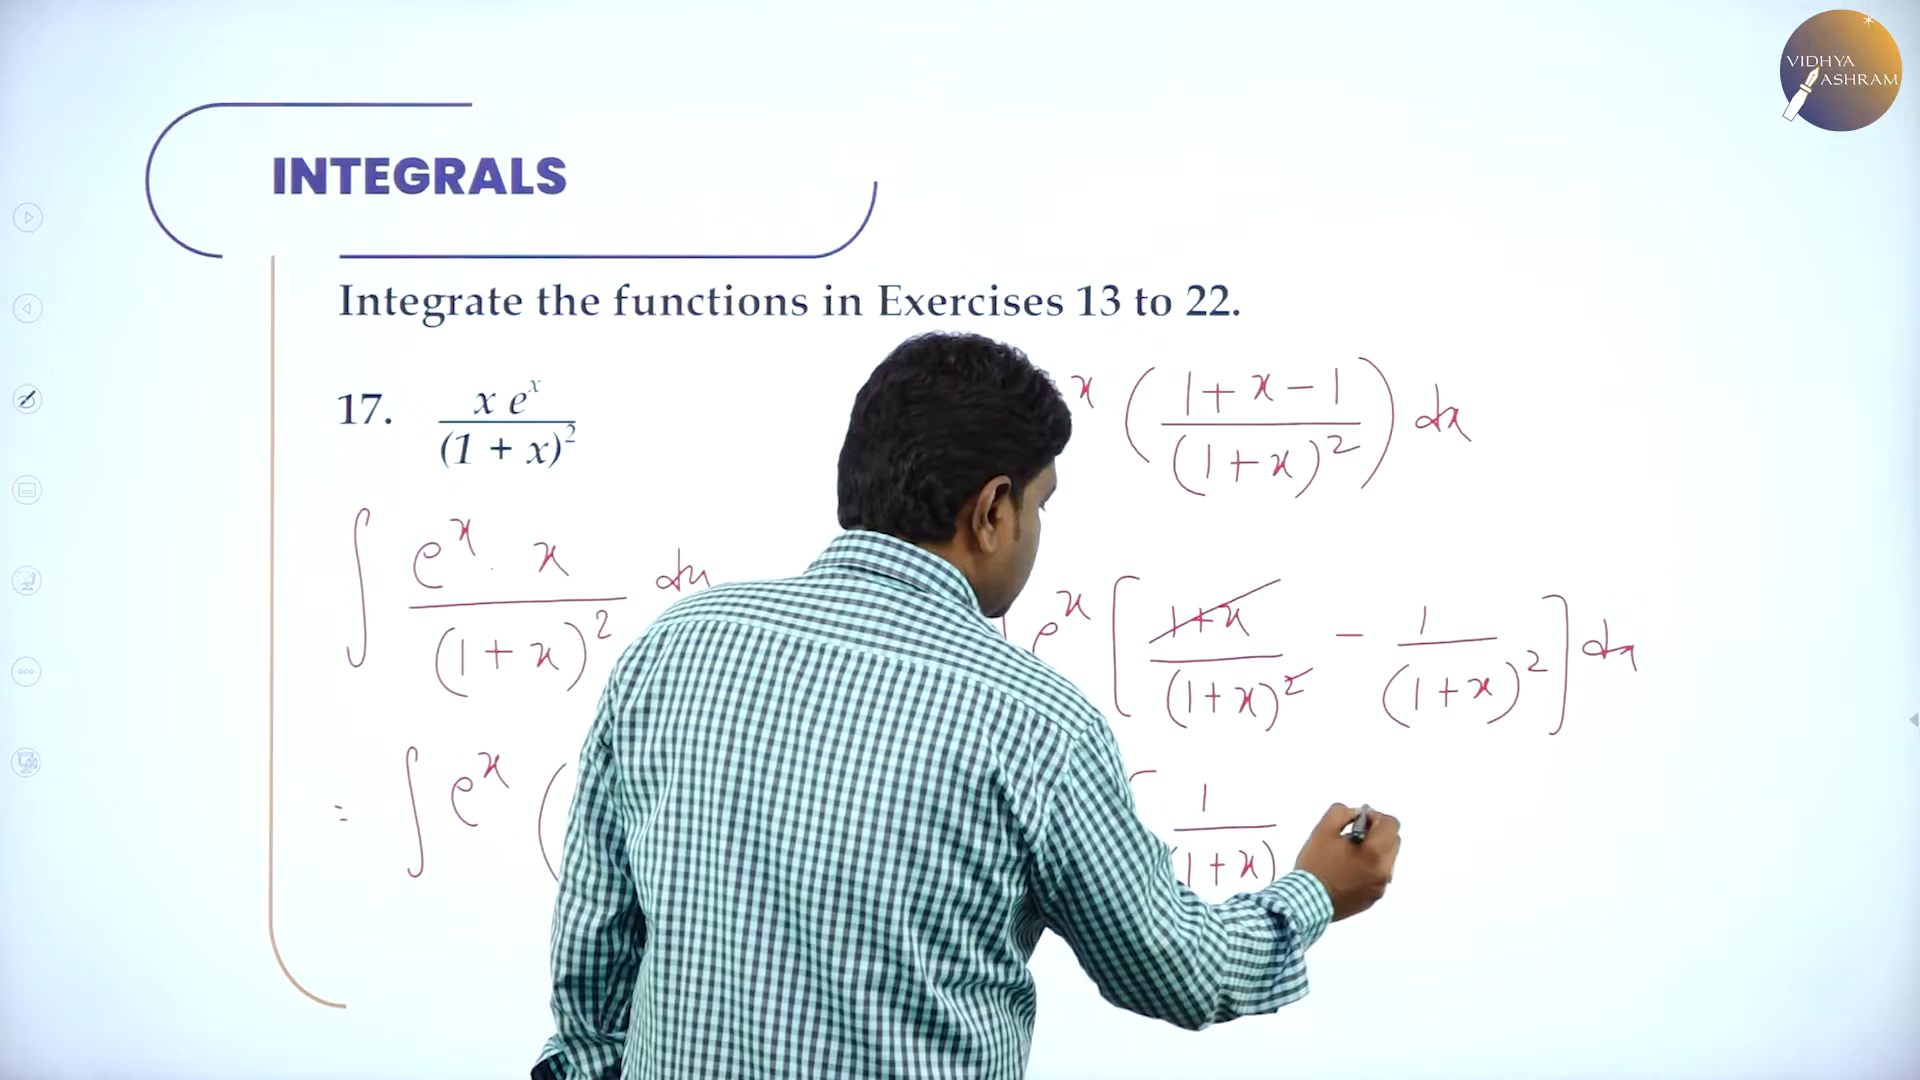 VIDHYA
ASHRAM
INTEGRALS
Integrate the functions in Exercises 13 to 22.
17. x e^x / (1 + x)^2
∫ e^x . x / (1+x)^2 dx
= ∫ e^x (
x ( (1+x-1) / (1+x)^2 ) dx
e^x [ (1+x) / (1+x)^2 - 1 / (1+x)^2 ] dx
[ 1 / (1+x)